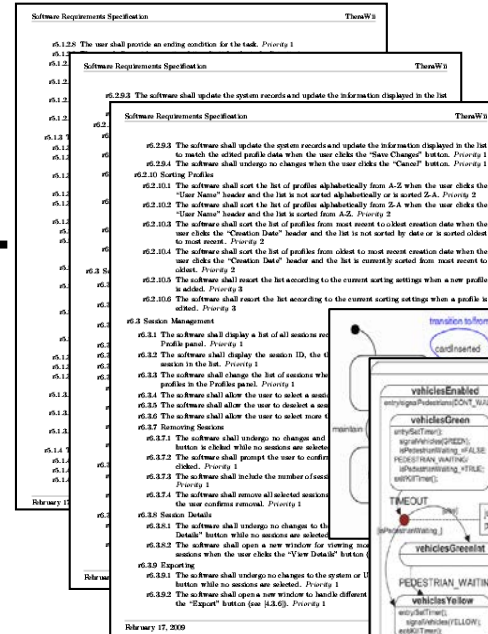 Software Requirements Specification TheraWii
r5.1.2.8 The user shall provide an ending condition for the task. Priority 1
Software Requirements Specification TheraWii
r6.2.9.3 The software shall update the system records and update the information displayed in the list
Software Requirements Specification TheraWii
r6.2.9.3 The software shall update the system records and update the information displayed in the list
to match the edited profile data when the user clicks the "Save Changes" button. Priority 1
r6.2.9.4 The software shall undergo no changes when the user clicks the "Cancel" button. Priority 1
r6.2.10 Sorting Profiles
r6.2.10.1 The software shall sort the list of profiles alphabetically from A-Z when the user clicks the
"User Name" header and the list is not sorted alphabetically or is sorted Z-A. Priority 2
r6.2.10.2 The software shall sort the list of profiles alphabetically from Z-A when the user clicks the
"User Name" header and the list is sorted from A-Z. Priority 2
r6.2.10.3 The software shall sort the list of profiles from most recent to oldest creation date when the
user clicks the "Creation Date" header and the list is not sorted by date or is sorted oldest
to most recent. Priority 2
r6.2.10.4 The software shall sort the list of profiles from oldest to most recent creation date when the
user clicks the "Creation Date" header and the list is currently sorted from most recent to
oldest. Priority 2
r6.2.10.5 The software shall resort the list according to the current sorting settings when a new profile
is added. Priority 3
r6.2.10.6 The software shall resort the list according to the current sorting settings when a profile is
edited. Priority 3
r6.3 Session Management
r6.3.1 The software shall display a list of all sessions
Profile panel. Priority 1
r6.3.2 The software shall display the session ID, the
session in the list. Priority 1
r6.3.3 The software shall change the list of sessions
profiles in the Profiles panel. Priority 1
r6.3.4 The software shall allow the user to select a
r6.3.5 The software shall allow the user to deselect a
r6.3.6 The software shall allow the user to select more
r6.3.7 Removing Sessions
r6.3.7.1 The software shall undergo no changes and
button is clicked while no sessions are
r6.3.7.2 The software shall prompt the user to
clicked. Priority 1
r6.3.7.3 The software shall include the number of
Priority 1
r6.3.7.4 The software shall remove all selected sessions
the user confirms removal. Priority 1
r6.3.8 Session Details
r6.3.8.1 The software shall undergo no changes to the
Details" button while no sessions are selected
r6.3.8.2 The software shall open a new window for viewing
sessions when the user clicks the "View Details" button
r6.3.9 Exporting
r6.3.9.1 The software shall undergo no changes to the system or
button while no sessions are selected. Priority 1
r6.3.9.2 The software shall open a new window to handle different
the "Export" button (see [4.3.6]). Priority 1
February 17, 2009
transition to/from
cardInserted
maintain
vehiclesEnabled
vehiclesGreen
entry/SetTimer();
signalVehicles(GREEN);
isPedestrianWaiting_=FALSE
PEDESTRIAN_WAITING/
isPedestrianWaiting_=TRUE;
exit/KillTimer();
TIMEOUT
[else]
[isPedestrianWaiting_]
vehiclesGreenInt
PEDESTRIAN_WAITIN
vehiclesYellow
entry/SetTimer();
signalVehicles(YELLOW);
exit/KillTimer();